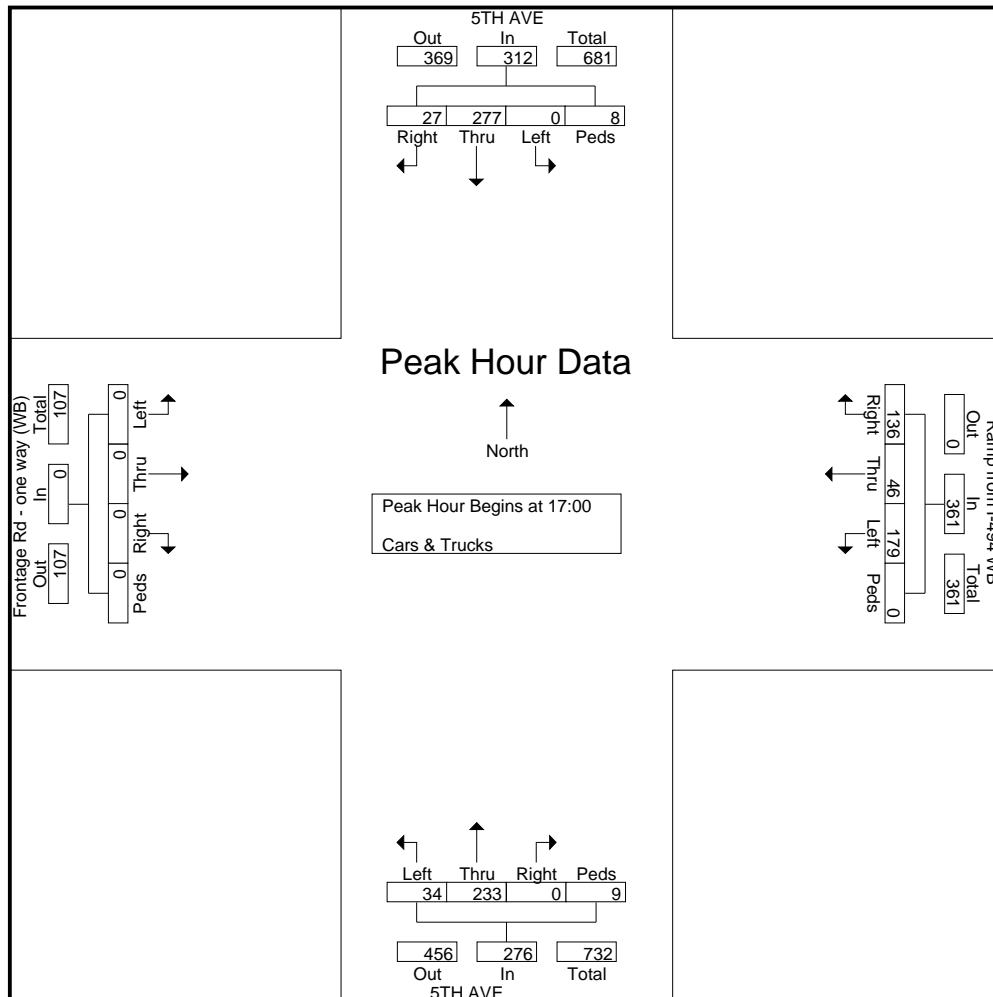 5TH AVE
Out In Total
369 312 681
27 277 0 8
Right Thru Left Peds
Peak Hour Data
North
Peak Hour Begins at 17:00
Cars & Trucks
Frontage Rd - one way (WB)
Out In Total
107 0 107
0 0 0 0
Left Thru Right Peds
Ramp from I-494 WB
Out In Total
0 361 361
136 46 179 0
Right Thru Left Peds
Left Thru Right Peds
34 233 0 9
456 276 732
Out In Total
5TH AVE